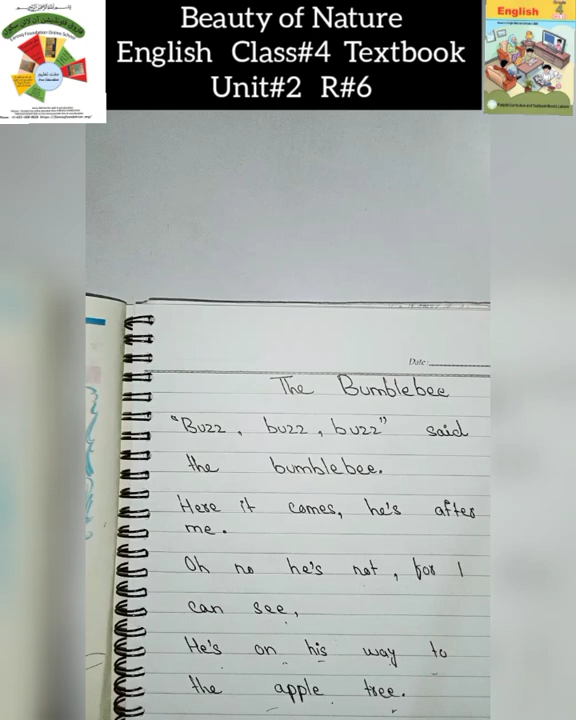 Beauty of Nature
English Class#4 Textbook
Unit#2 R#6
English
Grade
4
Date:
The Bumblebee
"Buzz, buzz, buzz" said
the bumblebee.
Here it comes, he's after
me.
Oh no he's not, for I
can see,
He's on his way to
the apple tree.